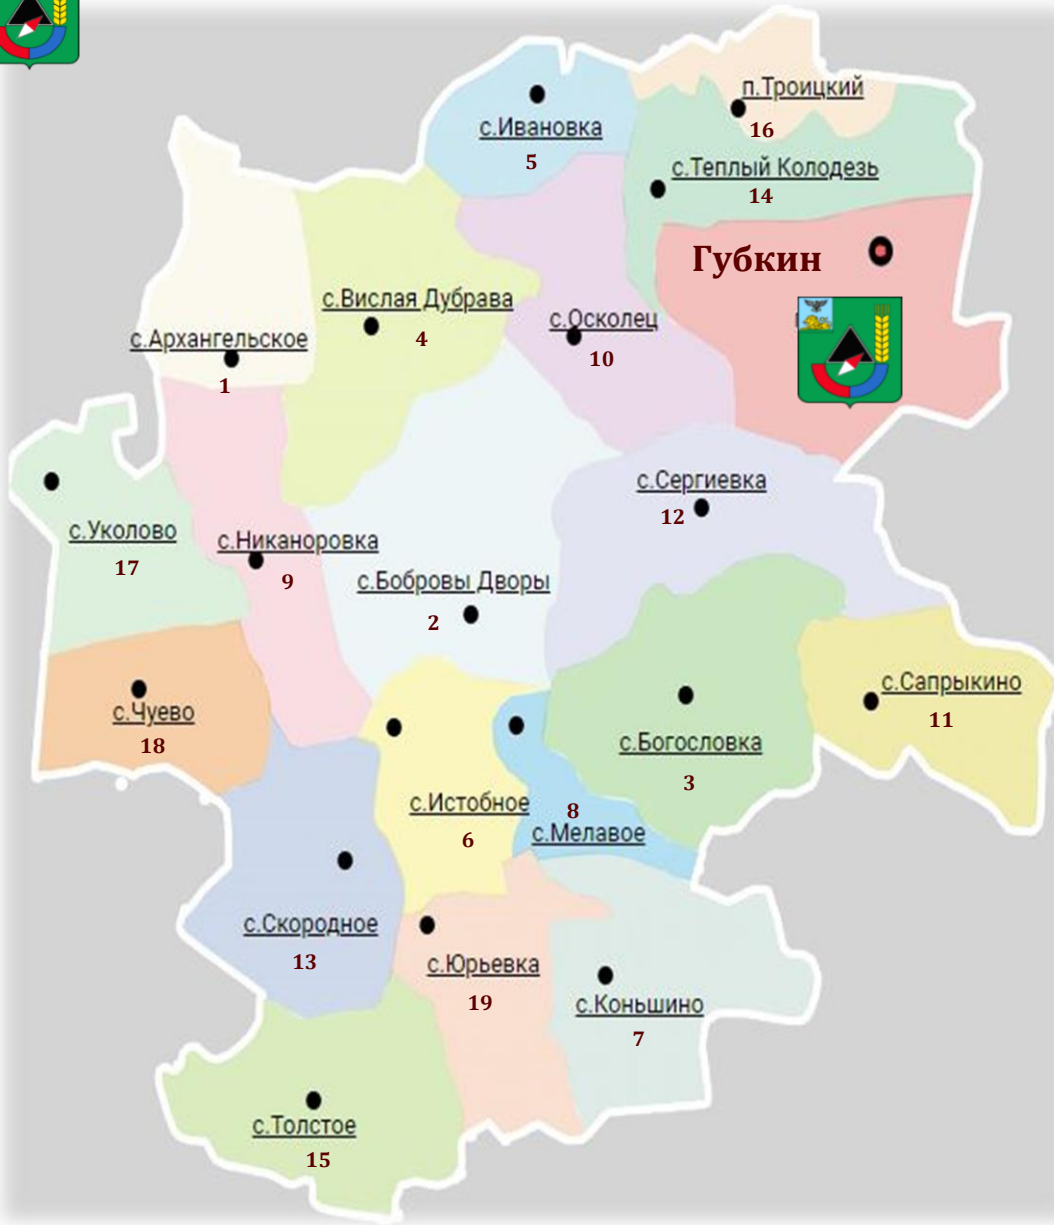 п.Троицкий
16
с.Ивановка
5
с.Теплый Колодезь
14
Губкин
с.Вислая Дубрава
4
с.Осколец
10
с.Архангельское
1
с.Сергиевка
12
с.Уколово
17
с.Никаноровка
9
с.Бобровы Дворы
2
с.Сапрыкино
11
с.Чуево
18
с.Богословка
3
с.Истобное
6
8
с.Мелавое
с.Скородное
13
с.Юрьевка
19
с.Коньшино
7
с.Толстое
15